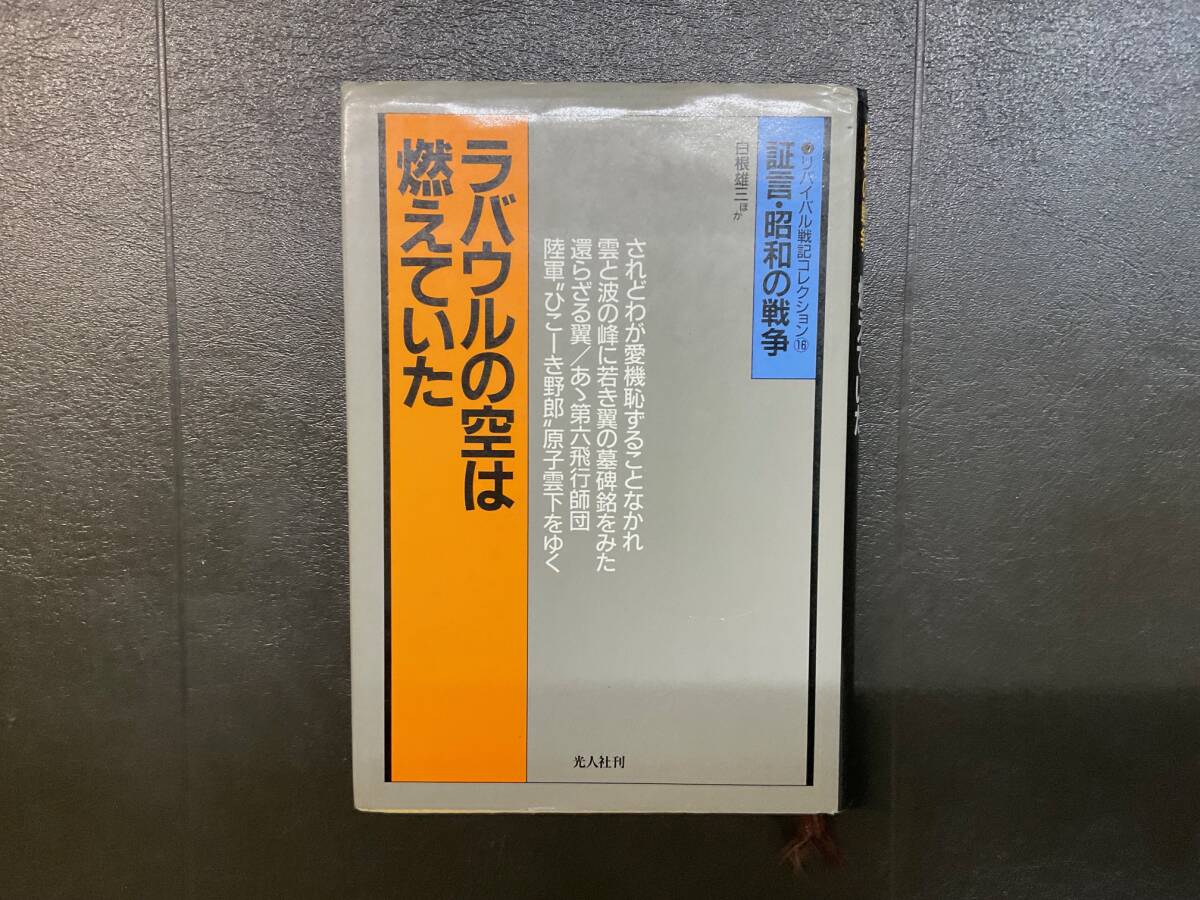 ●リバイバル戦記コレクション⑯
証言・昭和の戦争
白根雄三ほか
されどわが愛機恥ずることなかれ
雲と波の峰に若き翼の墓碑銘をみた
還らざる翼／あゝ第六飛行師団
陸軍〝ひこーき野郎〟原子雲下をゆく
ラバウルの空は
燃えていた
光人社刊